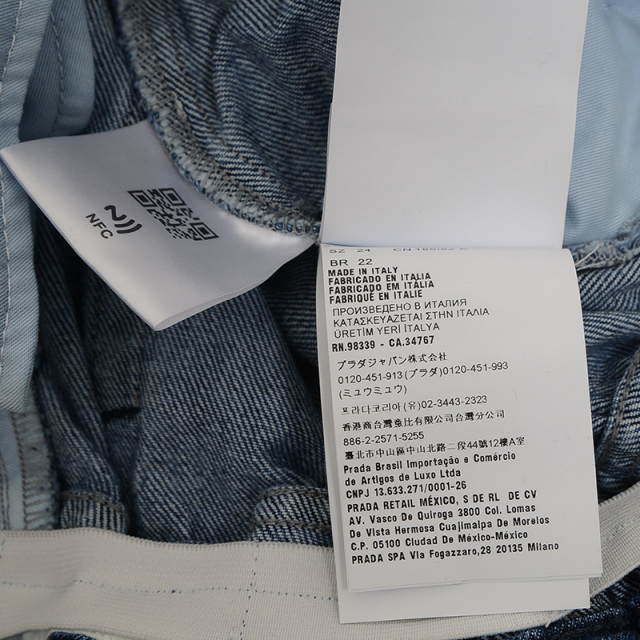 NFC
BR 22
MADE IN ITALY
FABRICADO EN ITALIA
FABRICADO EM ITÁLIA
FABRIQUÉ EN ITALIE
ПРОИЗВЕДЕНО В ИТАЛИЯ
ΚΑΤΑΣΚΕΥΑΖΕΤΑΙ ΣΤΗΝ ΙΤΑΛΙΑ
ÜRETİM YERİ İTALYA
RN.98339 - CA.34767
プラダジャパン株式会社
0120-451-913(プラダ)0120-451-993
(ミュウミュウ)
프라다코리아(유)02-3443-2323
香港商台灣魚比有限公司台灣分公司
886-2-2571-5255
臺北市中山區中山北路二段44號12樓A室
Prada Brasil Importação e Comércio
de Artigos de Luxo Ltda
CNPJ 13.633.271/0001-26
PRADA RETAIL MÉXICO, S DE RL DE CV
AV. Vasco De Quiroga 3800 Col. Lomas
De Vista Hermosa Cuajimalpa De Morelos
C.P. 05100 Ciudad De México-México
PRADA SPA Via Fogazzaro,28 20135 Milano